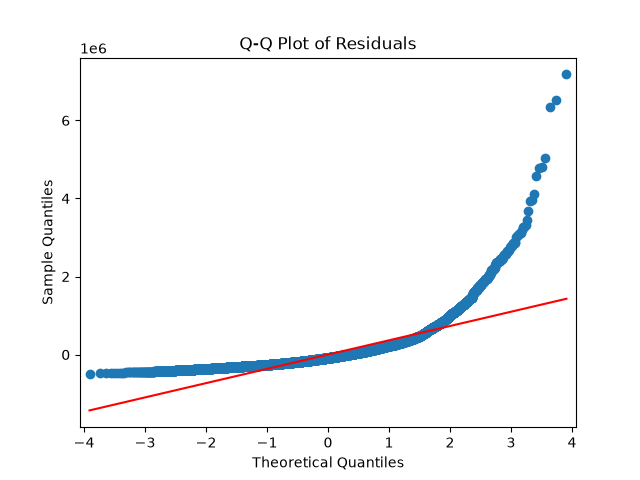 Q-Q Plot of Residuals
1e6
6
4
2
0
−4 −3 −2 −1 0 1 2 3 4
Sample Quantiles
Theoretical Quantiles